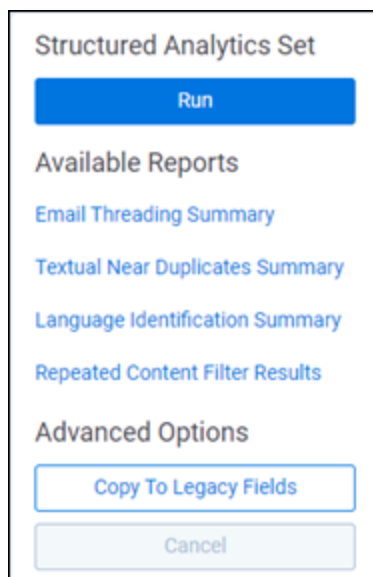 Structured Analytics Set
Run
Available Reports
Email Threading Summary
Textual Near Duplicates Summary
Language Identification Summary
Repeated Content Filter Results
Advanced Options
Copy To Legacy Fields
Cancel